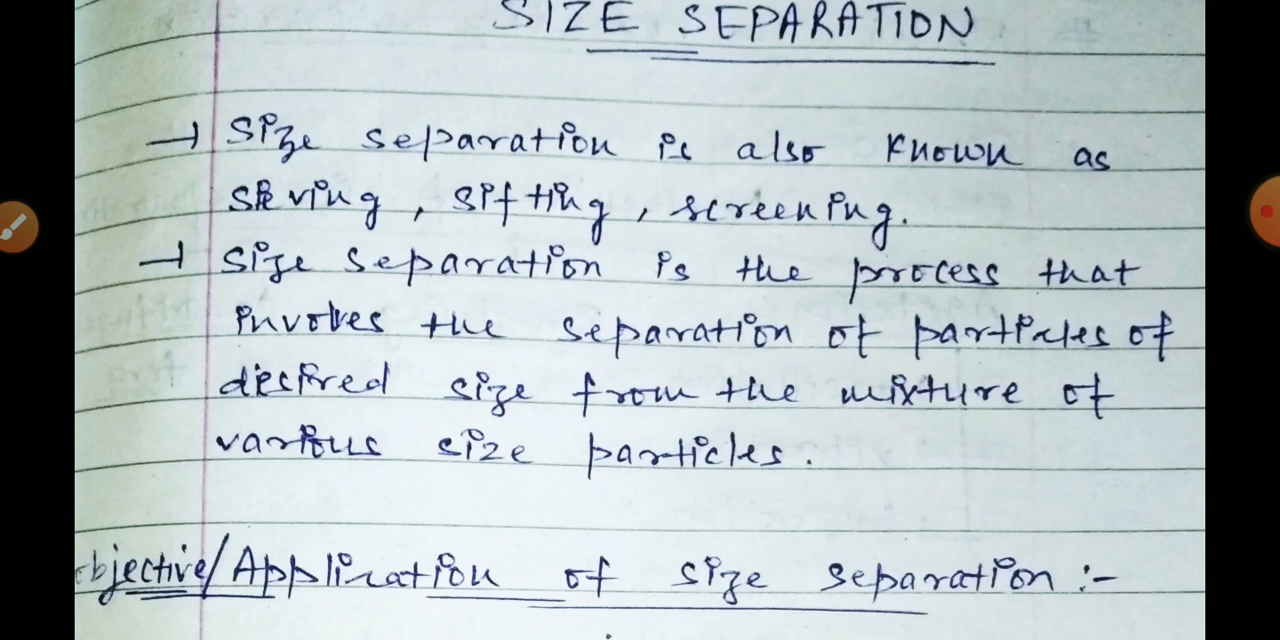 SIZE SEPARATION
→ Size separation is also known as
sieving, sifting, screening.
→ Size separation is the process that
involves the separation of particles of
desired size from the mixture of
various size particles.
Objective/Application of size separation :-